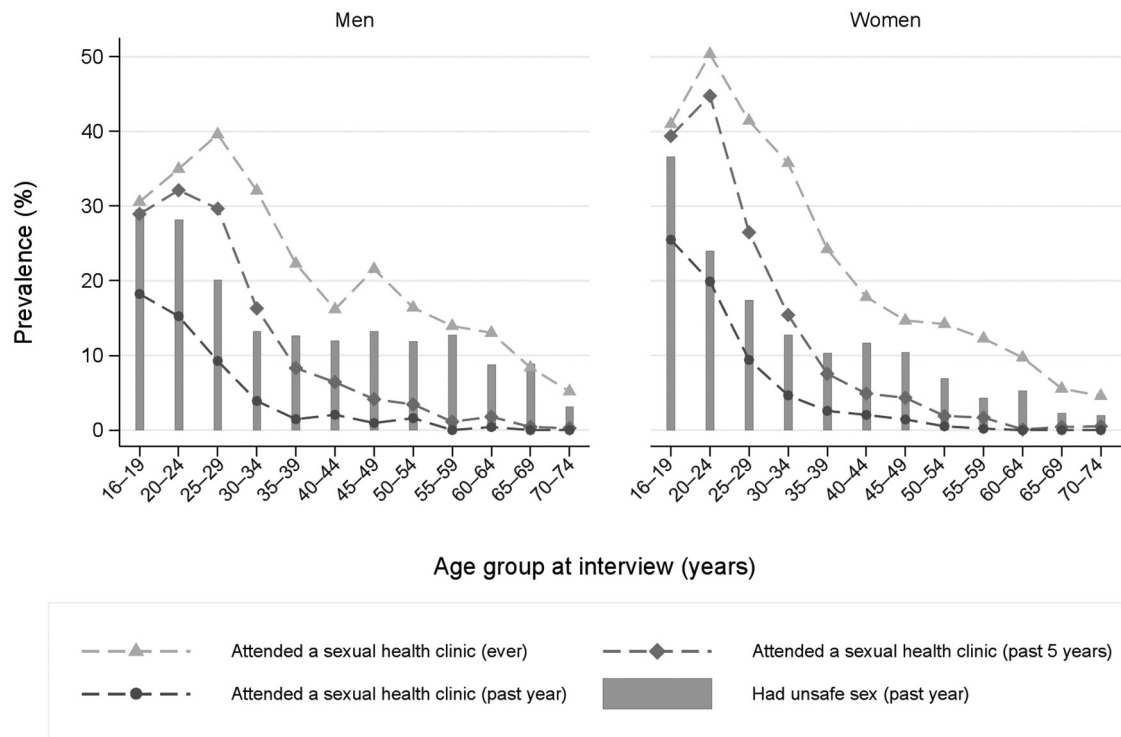 Men
Women
Prevalence (%)
50
40
30
20
10
0
16–19 20–24 25–29 30–34 35–39 40–44 45–49 50–54 55–59 60–64 65–69 70–74
16–19 20–24 25–29 30–34 35–39 40–44 45–49 50–54 55–59 60–64 65–69 70–74
Age group at interview (years)
Attended a sexual health clinic (ever)
Attended a sexual health clinic (past 5 years)
Attended a sexual health clinic (past year)
Had unsafe sex (past year)